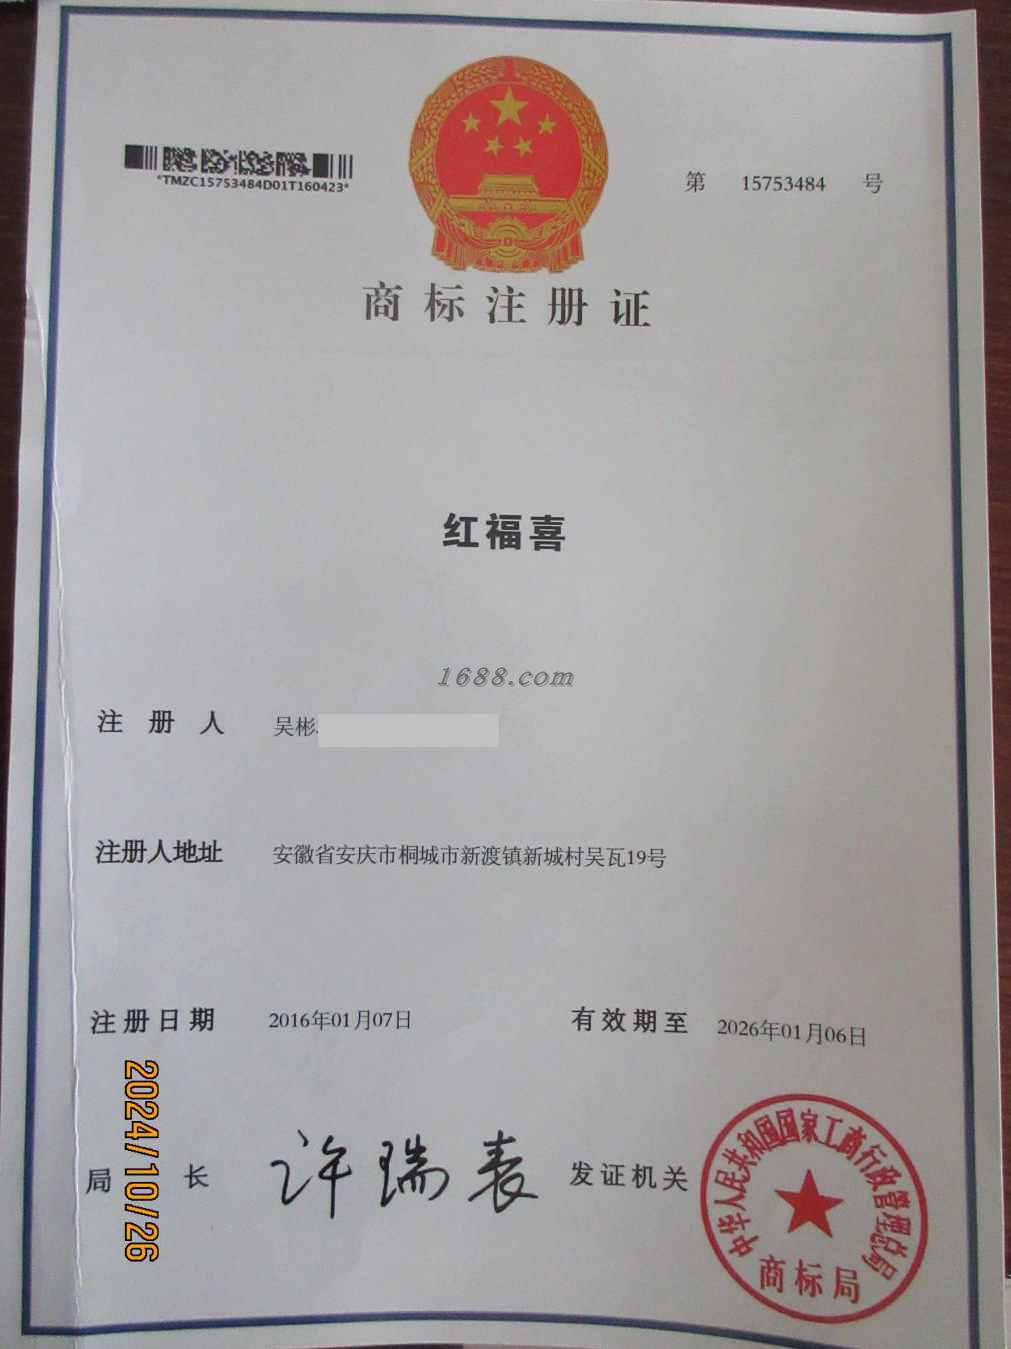 *TMZC15753484D01T160423*
第 15753484 号
商标注册证
红福喜
1688.com
注册人 吴彬
注册人地址 安徽省安庆市桐城市新渡镇新城村吴瓦19号
注册日期 2016年01月07日 有效期至 2026年01月06日
局长 许瑞表 发证机关
中华人民共和国国家工商行政管理总局
商标局
2024/10/26